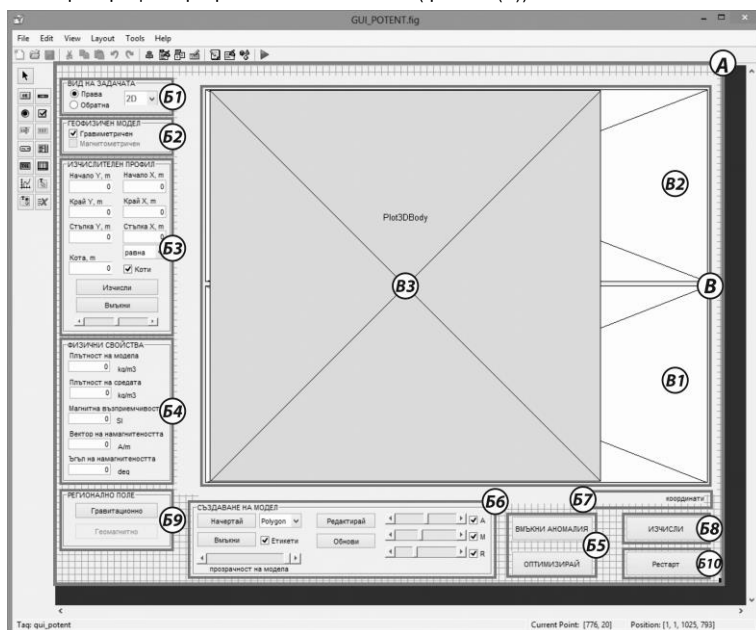 GUI_POTENT.fig
File Edit View Layout Tools Help
А
ВИД НА ЗАДАЧАТА
Права
2D
Обратна
Б1
ГЕОФИЗИЧЕН МОДЕЛ
Гравиметричен
Магнитометричен
Б2
ИЗЧИСЛИТЕЛЕН ПРОФИЛ
Начало Y, m Начало X, m
0 0
Край Y, m Край X, m
0 0
Стъпка Y, m Стъпка X, m
0 0
Б3
равна
Кота, m
0 Коти
Изчисли
Вмъкни
ФИЗИЧНИ СВОЙСТВА
Плътност на модела
0 kg/m3
Плътност на средата
0 kg/m3
Магнитна възприемчивост
0 SI
Б4
Вектор на намагнитеността
0 A/m
Ъгъл на намагнитеността
0 deg
РЕГИОНАЛНО ПОЛЕ
Гравитационно
Геомагнитно
Б9
Plot3DBody
В3
В2
В
В1
СЪЗДАВАНЕ НА МОДЕЛ
Б6
Начертай Polygon Редактирай A
Вмъкни Етикети Обнови M
R
прозрачност на модела
Б7
координати
ВМЪКНИ АНОМАЛИЯ
Б5
ОПТИМИЗИРАЙ
ИЗЧИСЛИ
Б8
Рестарт
Б10
Tag: gui_potent Current Point: [776, 20] Position: [1, 1, 1025, 793]